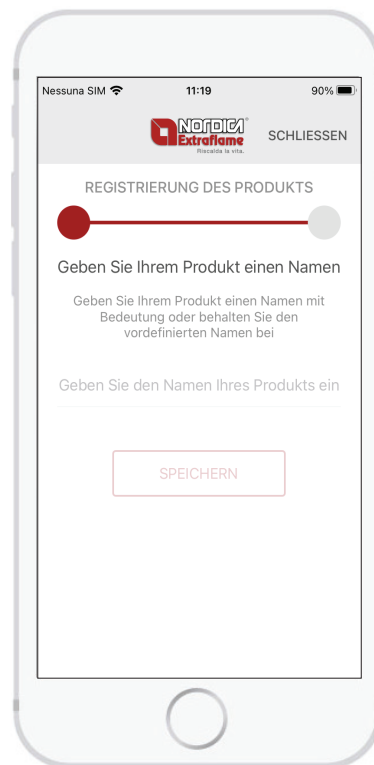 Nessuna SIM 11:19 90%
NORDICA®
Extraflame
Riscalda la vita.
SCHLIESSEN
REGISTRIERUNG DES PRODUKTS
Geben Sie Ihrem Produkt einen Namen
Geben Sie Ihrem Produkt einen Namen mit
Bedeutung oder behalten Sie den
vordefinierten Namen bei
Geben Sie den Namen Ihres Produkts ein
SPEICHERN